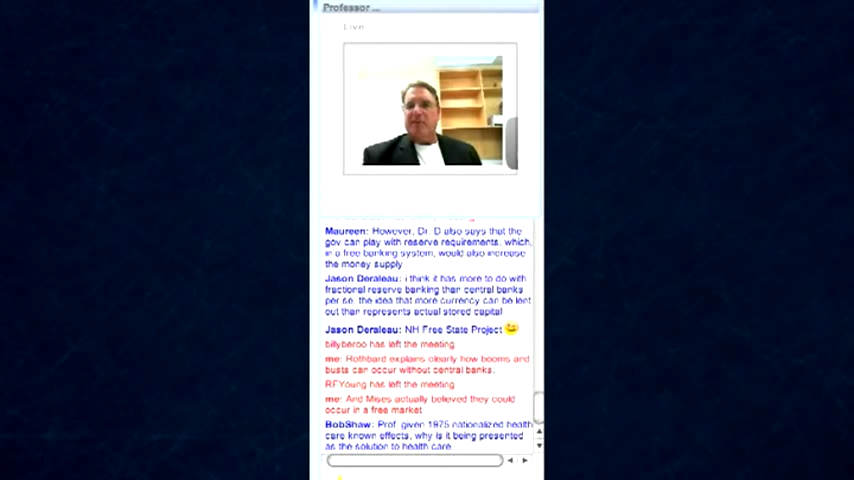 Professor ...
Live
Maureen: However, Dr. D also says that the
gov can play with reserve requirements, which,
in a free banking system, would also increase
the money supply
Jason Deraleau: i think it has more to do with
fractional reserve banking than central banks
per se. the idea that more currency can be lent
out than represents actual stored capital
Jason Deraleau: NH Free State Project
billyberoo has left the meeting
me: Rothbard explains clearly how booms and
busts can occur without central banks.
RFYoung has left the meeting
me: And Mises actually believed they could
occur in a free market
BobShaw: Prof. given 1975 nationalized health
care known effects, why is it being presented
as the solution to health care